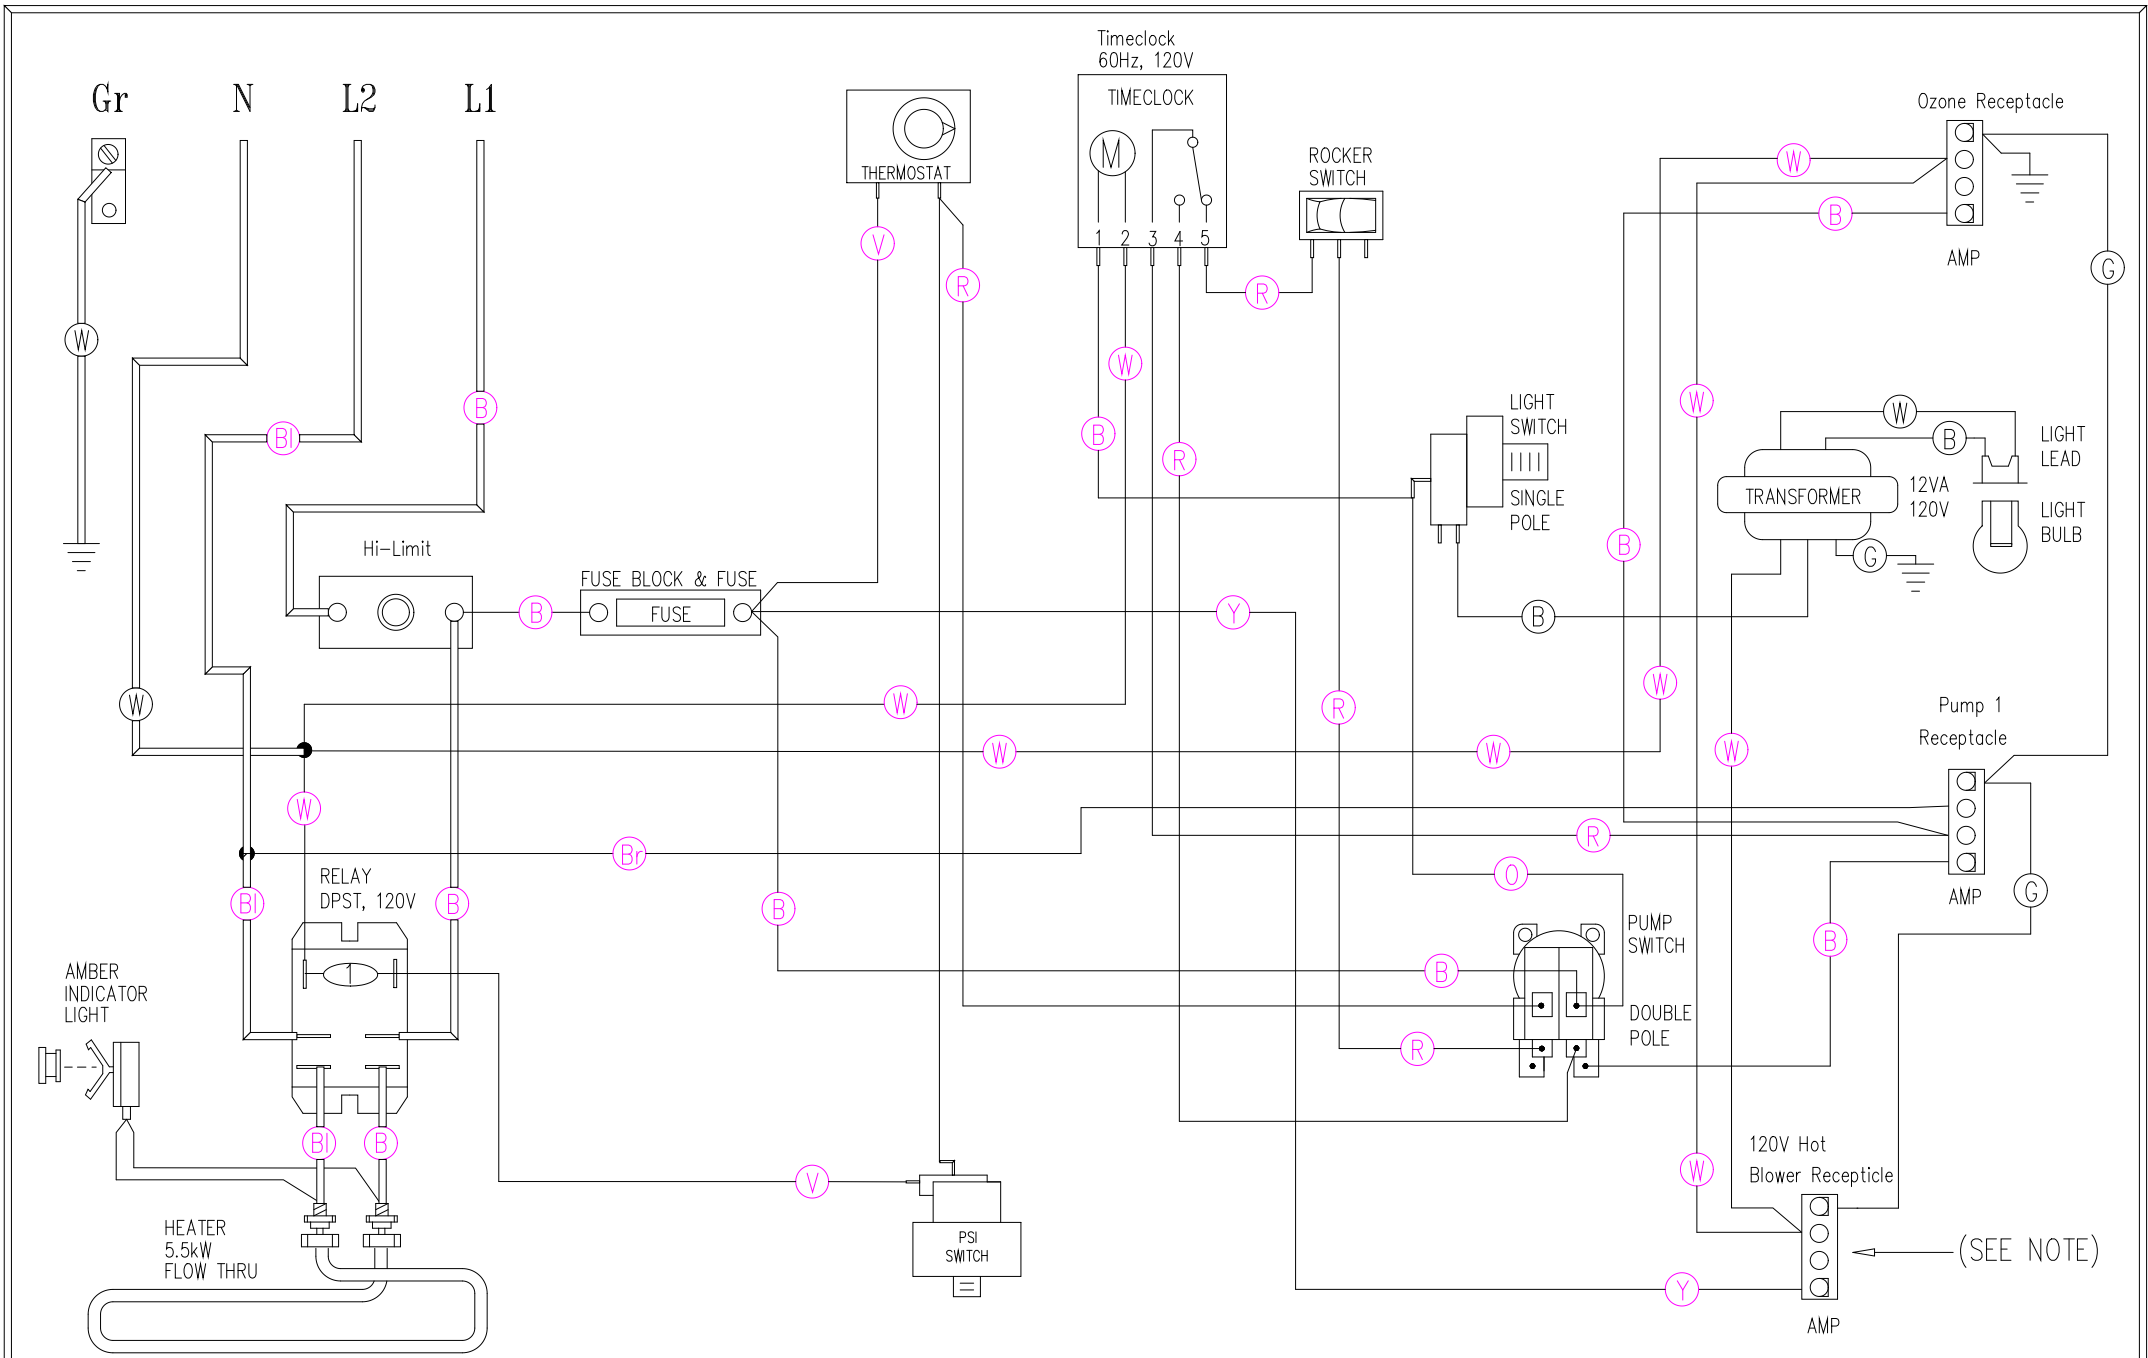 Timeclock
60Hz, 120V
Gr N L2 L1
TIMECLOCK
M
THERMOSTAT
1 2 3 4 5
ROCKER
SWITCH
Ozone Receptacle
W
B
AMP
G
V
R
R
W
W
B
Bl
B
R
W
LIGHT
SWITCH
SINGLE
POLE
W
B
LIGHT
LEAD
TRANSFORMER
12VA
120V
LIGHT
BULB
G
Hi-Limit
B
FUSE BLOCK & FUSE
FUSE
Y
B
B
W
W
R
W
Pump 1
Receptacle
W
W
W
W
Br
R
RELAY
DPST, 120V
Bl
B
B
O
G
AMP
PUMP
SWITCH
B
B
1
AMBER
INDICATOR
LIGHT
DOUBLE
POLE
R
Bl
B
V
W
120V Hot
Blower Recepticle
HEATER
5.5kW
FLOW THRU
PSI
SWITCH
(SEE NOTE)
Y
AMP